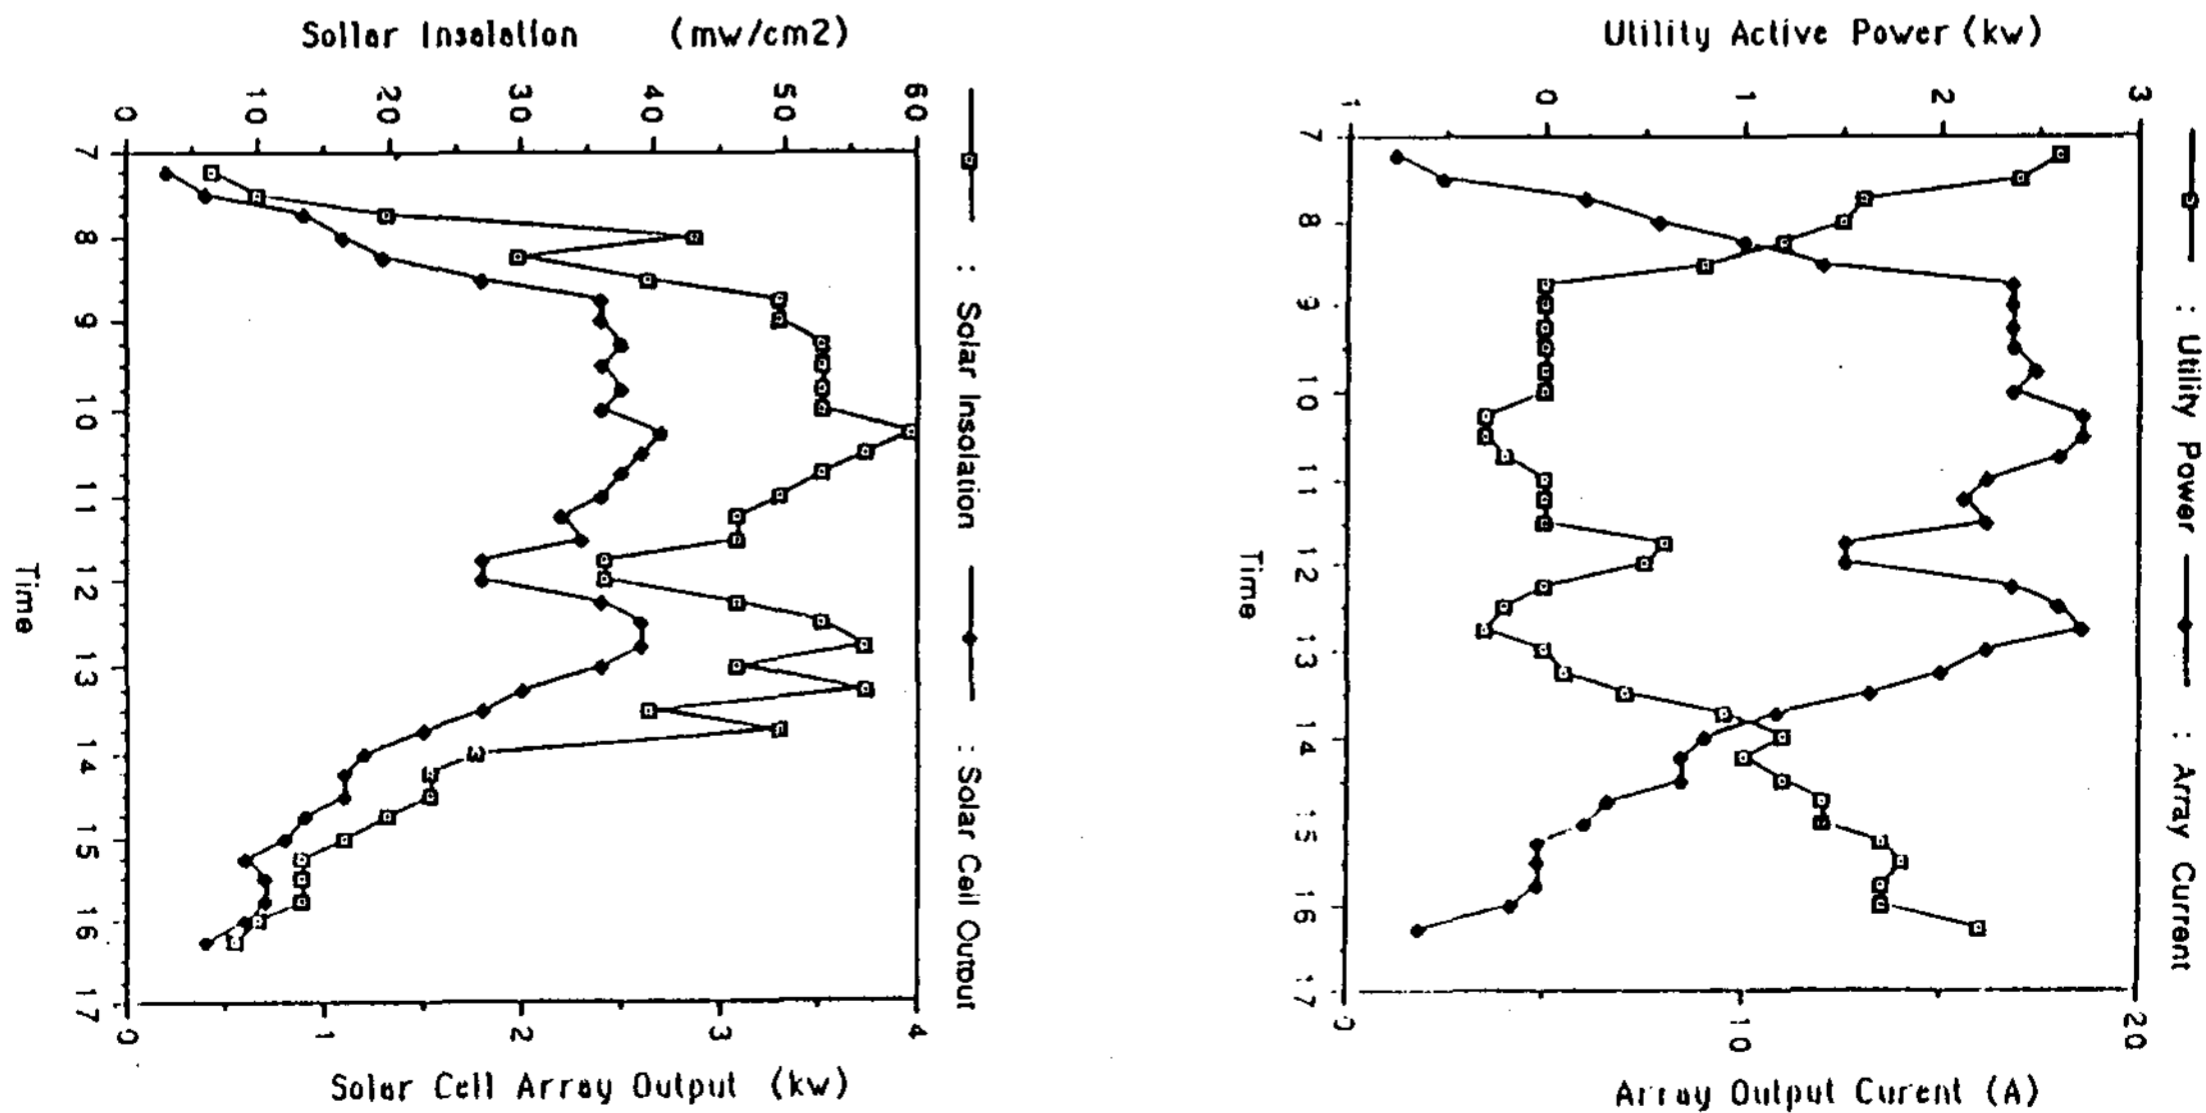 Sollar Insalation (mw/cm2)
0 10 20 30 40 50 60
7
8
9
10
11
12
13
14
15
16
17
Time
0 1 2 3 4
Solar Cell Array Output (kw)
: Solar Insolation : Solar Cell Output
Utility Active Power (kw)
1 0 1 2 3
7
8
9
10
11
12
13
14
15
16
17
Time
0 10 20
Array Output Curent (A)
: Utility Power : Array Current